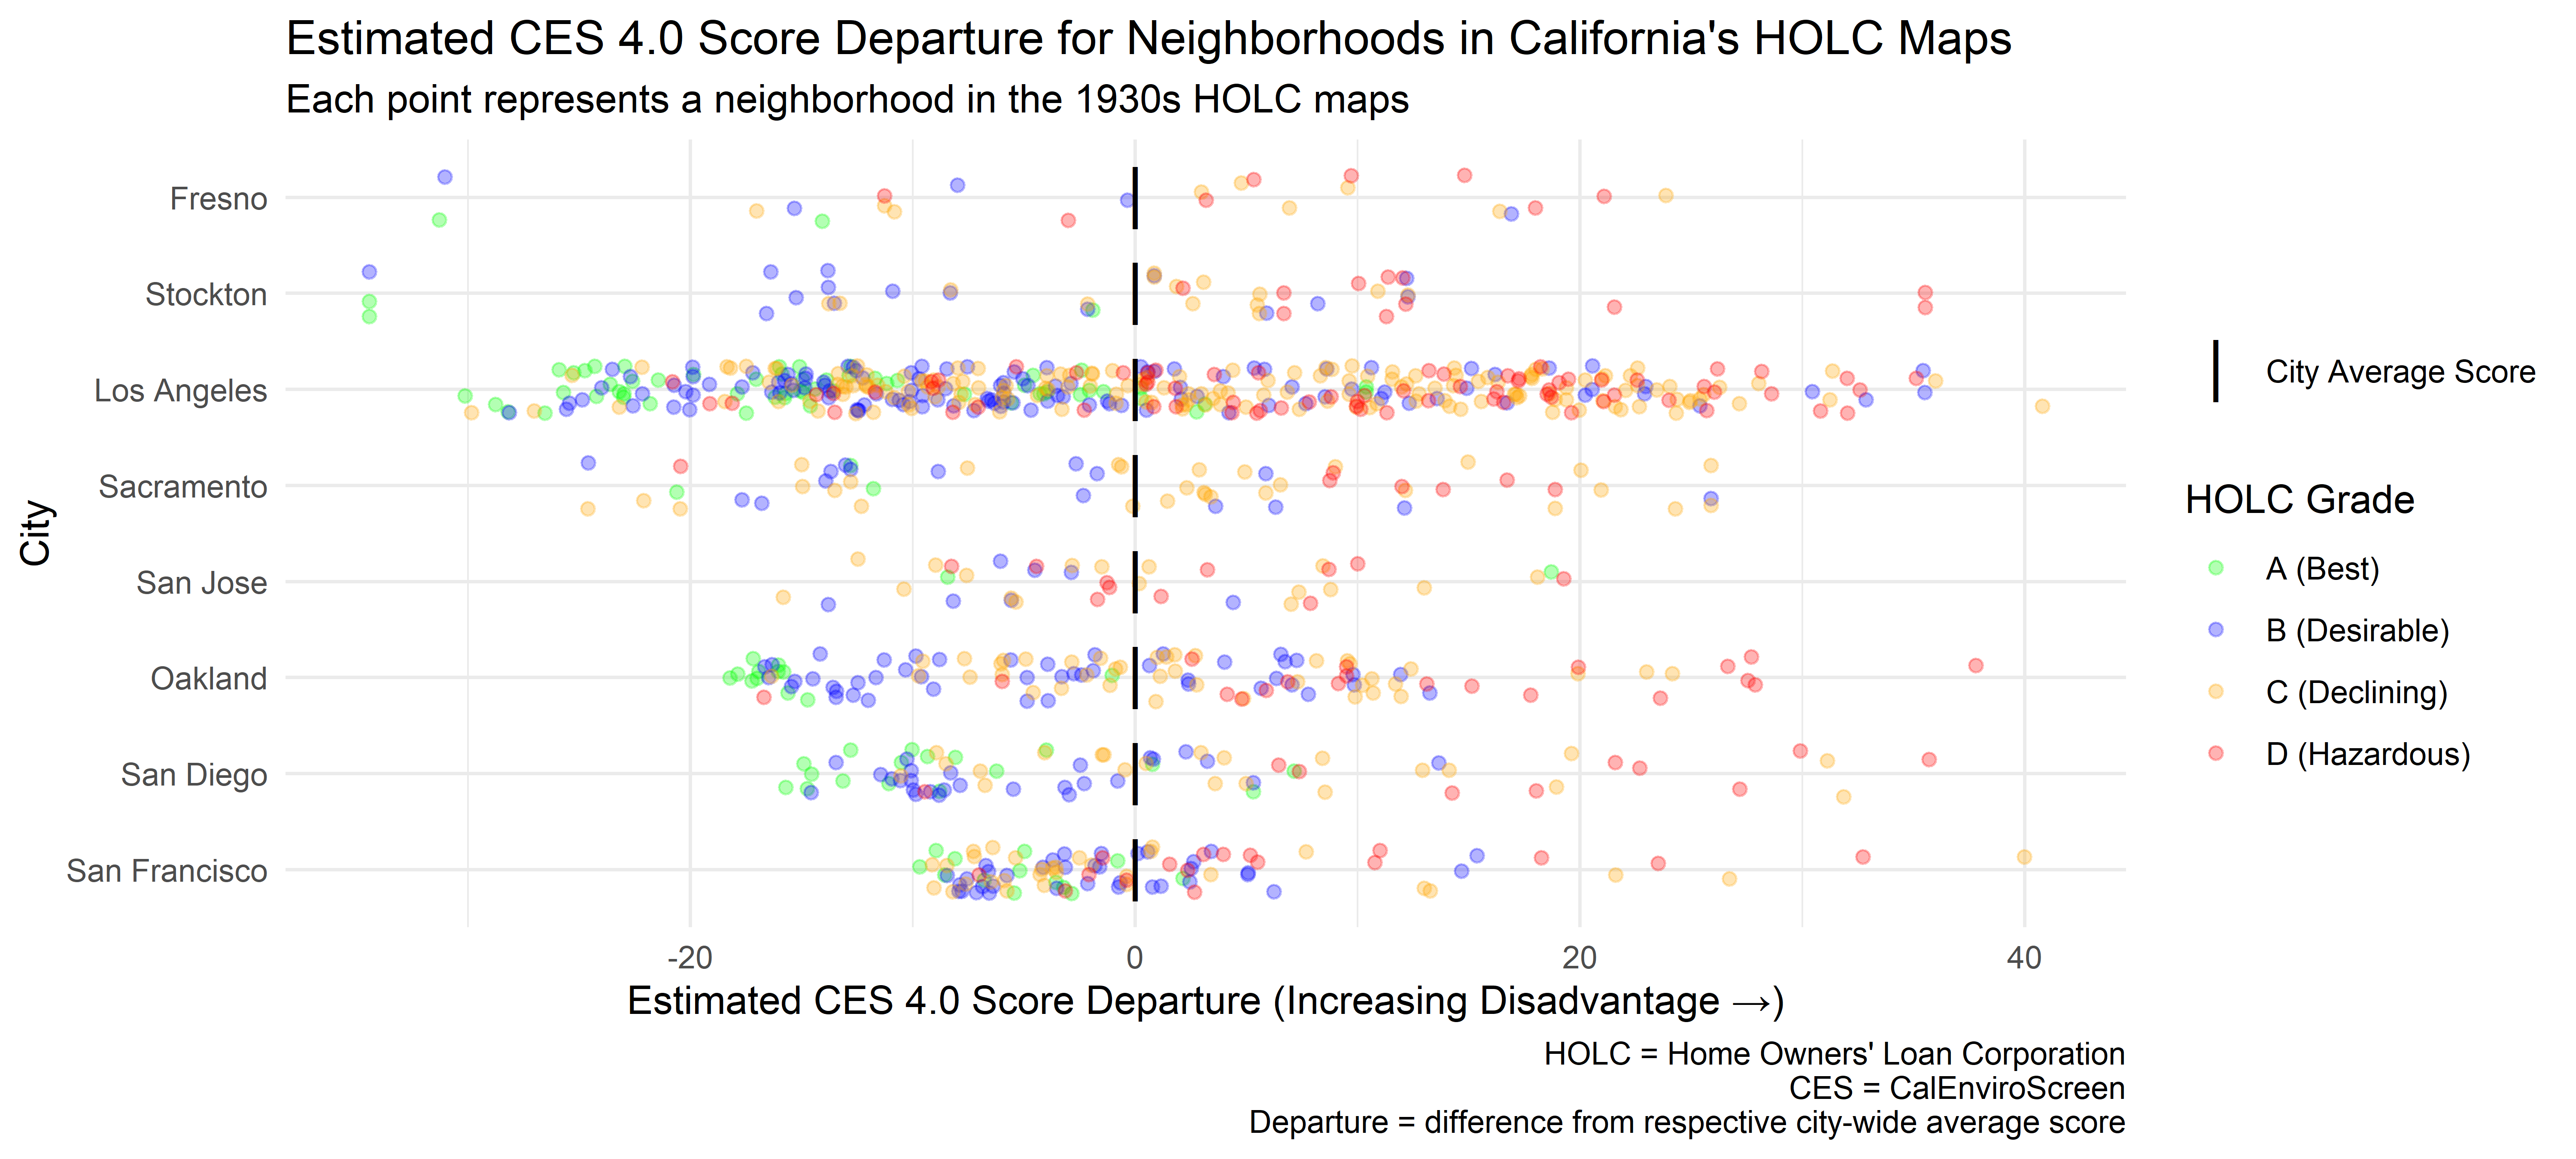 Estimated CES 4.0 Score Departure for Neighborhoods in California's HOLC Maps
Each point represents a neighborhood in the 1930s HOLC maps
City
Fresno
Stockton
Los Angeles
Sacramento
San Jose
Oakland
San Diego
San Francisco
-20
0
20
40
Estimated CES 4.0 Score Departure (Increasing Disadvantage →)
City Average Score
HOLC Grade
A (Best)
B (Desirable)
C (Declining)
D (Hazardous)
HOLC = Home Owners' Loan Corporation
CES = CalEnviroScreen
Departure = difference from respective city-wide average score